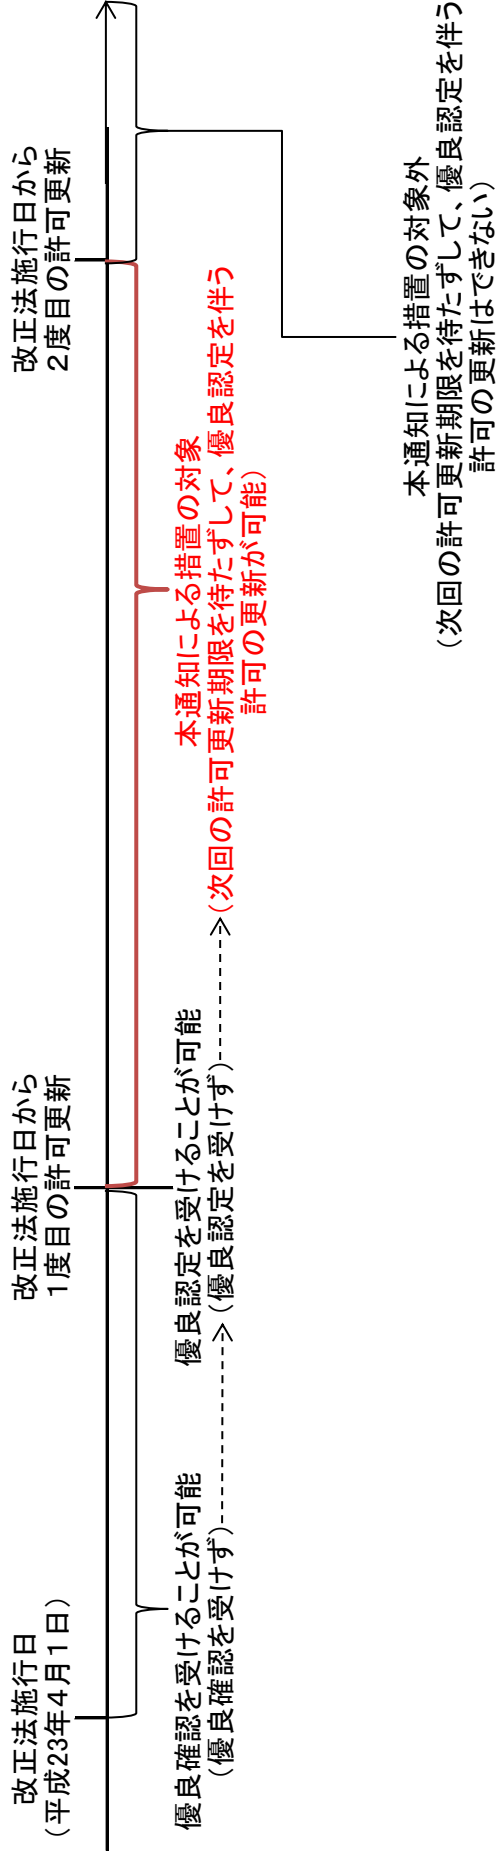 改正法施行日
（平成23年4月1日）
改正法施行日から
1度目の許可更新
改正法施行日から
2度目の許可更新
優良確認を受けることが可能
（優良確認を受けず）
優良認定を受けることが可能
（優良認定を受けず）
本通知による措置の対象
（次回の許可更新期限を待たずして、優良認定を伴う
許可の更新が可能）
本通知による措置の対象外
（次回の許可更新期限を待たずして、優良認定を伴う
許可の更新はできない）